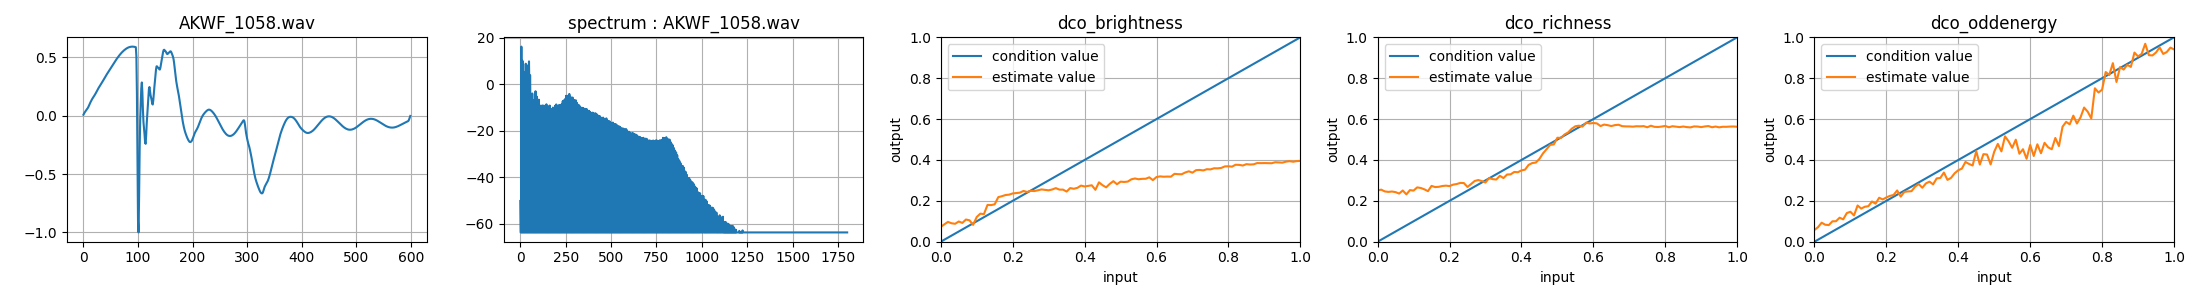 AKWF_1058.wav
0.5
0.0
−0.5
−1.0
0 100 200 300 400 500 600
spectrum : AKWF_1058.wav
20
0
−20
−40
−60
0 250 500 750 1000 1250 1500 1750
dco_brightness
condition value
estimate value
1.0
0.8
0.6
0.4
0.2
0.0
output
0.0 0.2 0.4 0.6 0.8 1.0
input
dco_richness
condition value
estimate value
1.0
0.8
0.6
0.4
0.2
0.0
output
0.0 0.2 0.4 0.6 0.8 1.0
input
dco_oddenergy
condition value
estimate value
1.0
0.8
0.6
0.4
0.2
0.0
output
0.0 0.2 0.4 0.6 0.8 1.0
input